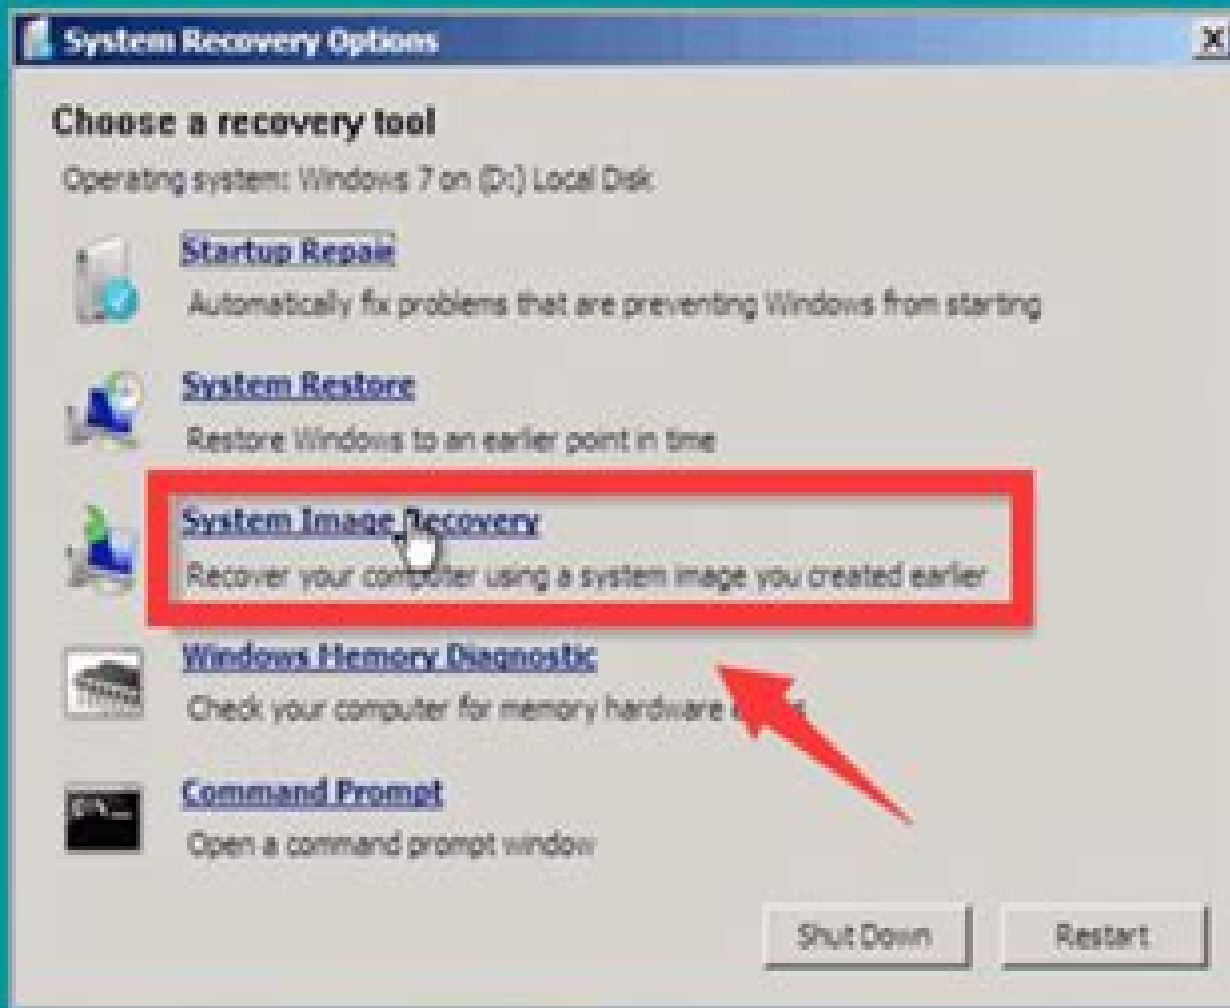 System Recovery Options
Choose a recovery tool
Operating system: Windows 7 on (D:) Local Disk
Startup Repair
Automatically fix problems that are preventing Windows from starting
System Restore
Restore Windows to an earlier point in time
System Image Recovery
Recover your computer using a system image you created earlier
Windows Memory Diagnostic
Check your computer for memory hardware
Command Prompt
Open a command prompt window
Shut Down
Restart